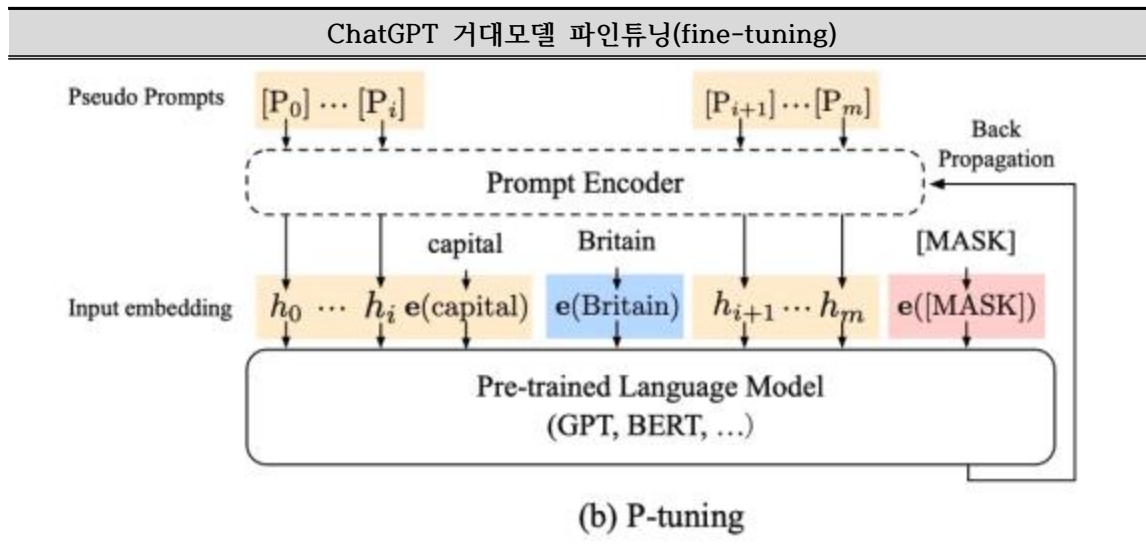 ChatGPT 거대모델 파인튜닝(fine-tuning)
Pseudo Prompts [P₀] ⋯ [Pᵢ] [Pᵢ₊₁] ⋯ [Pₘ]
Back
Propagation
Prompt Encoder
capital Britain [MASK]
Input embedding h₀ ⋯ hᵢ e(capital) e(Britain) hᵢ₊₁ ⋯ hₘ e([MASK])
Pre-trained Language Model
(GPT, BERT, …)
(b) P-tuning